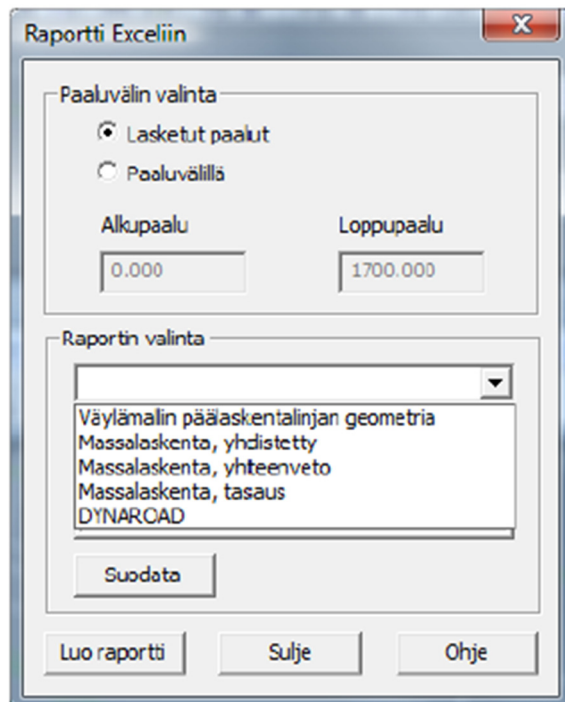 Raportti Exceliin
Paaluvälin valinta
Lasketut paalut
Paaluvälillä
Alkupaalu Loppupaalu
0.000 1700.000
Raportin valinta
Väylämallin päälaskentalinjan geometria
Massalaskenta, yhdistetty
Massalaskenta, yhteenveto
Massalaskenta, tasaus
DYNAROAD
Suodata
Luo raportti Sulje Ohje